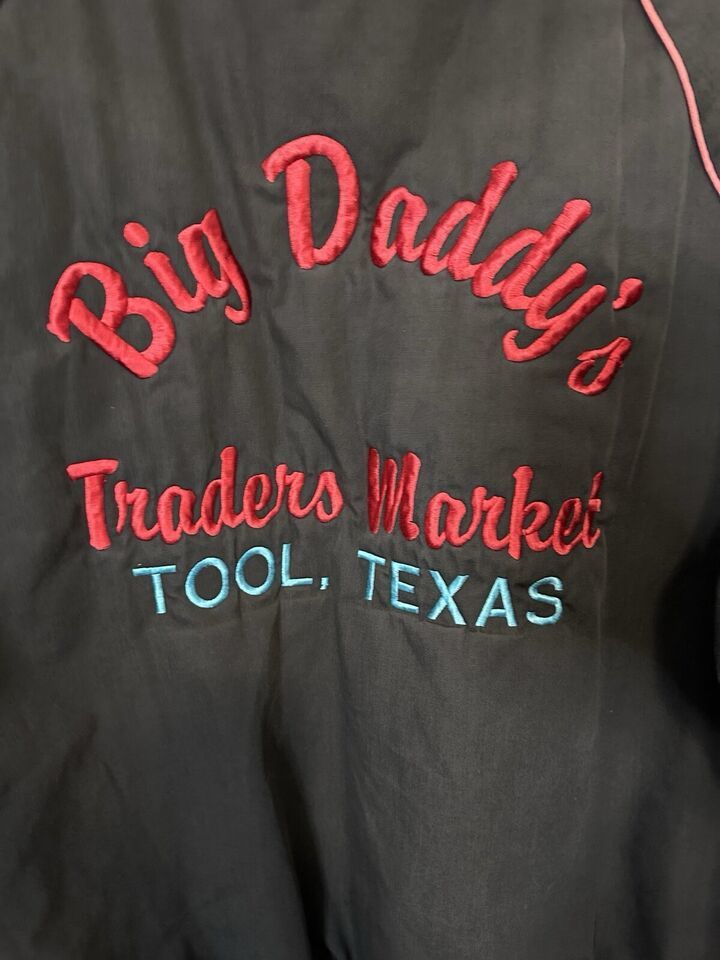 Big Daddy's
Traders Market
TOOL, TEXAS